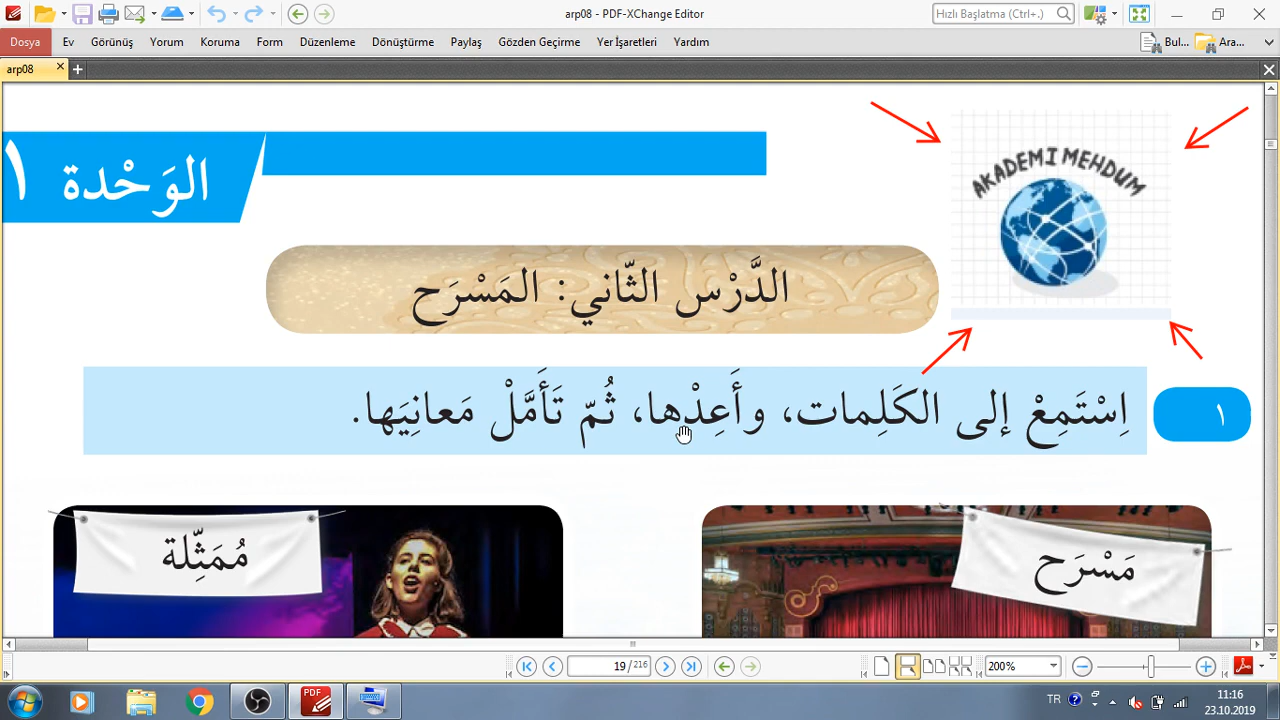 arp08 - PDF-XChange Editor
Hızlı Başlatma (Ctrl+.)
Dosya Ev Görünüş Yorum Koruma Form Düzenleme Dönüştürme Paylaş Gözden Geçirme Yer İşaretleri Yardım Bul... Ara...
arp08
الوَحْدة ١
AKADEMI MEHDUM
الدَّرْس الثّاني: المَسْرَح
١
اِسْتَمِعْ إلى الكَلِمات، وأَعِدْها، ثُمّ تَأَمَّلْ مَعانِيَها.
مَسْرَح
مُمَثِّلة
19 / 216
200%
PDF
TR
11:16
23.10.2019